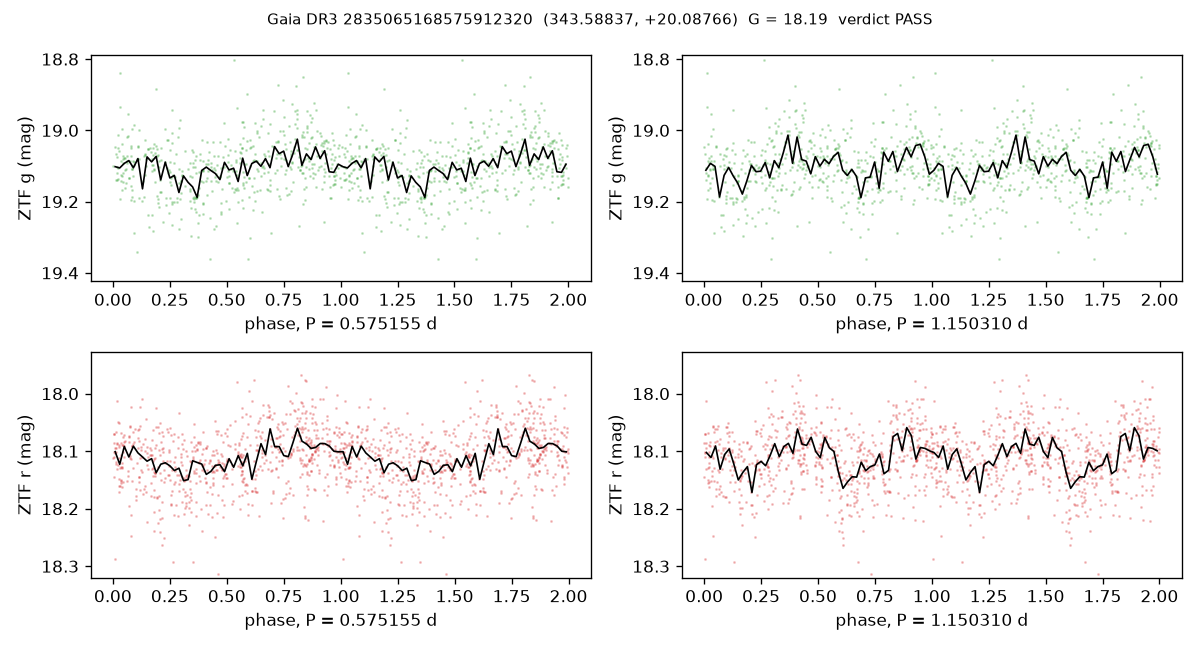 Gaia DR3 2835065168575912320  (343.58837, +20.08766)  G = 18.19  verdict PASS
ZTF g (mag)
18.8
19.0
19.2
19.4
0.00 0.25 0.50 0.75 1.00 1.25 1.50 1.75 2.00
phase, P = 0.575155 d
ZTF g (mag)
18.8
19.0
19.2
19.4
0.00 0.25 0.50 0.75 1.00 1.25 1.50 1.75 2.00
phase, P = 1.150310 d
ZTF r (mag)
18.0
18.1
18.2
18.3
0.00 0.25 0.50 0.75 1.00 1.25 1.50 1.75 2.00
phase, P = 0.575155 d
ZTF r (mag)
18.0
18.1
18.2
18.3
0.00 0.25 0.50 0.75 1.00 1.25 1.50 1.75 2.00
phase, P = 1.150310 d